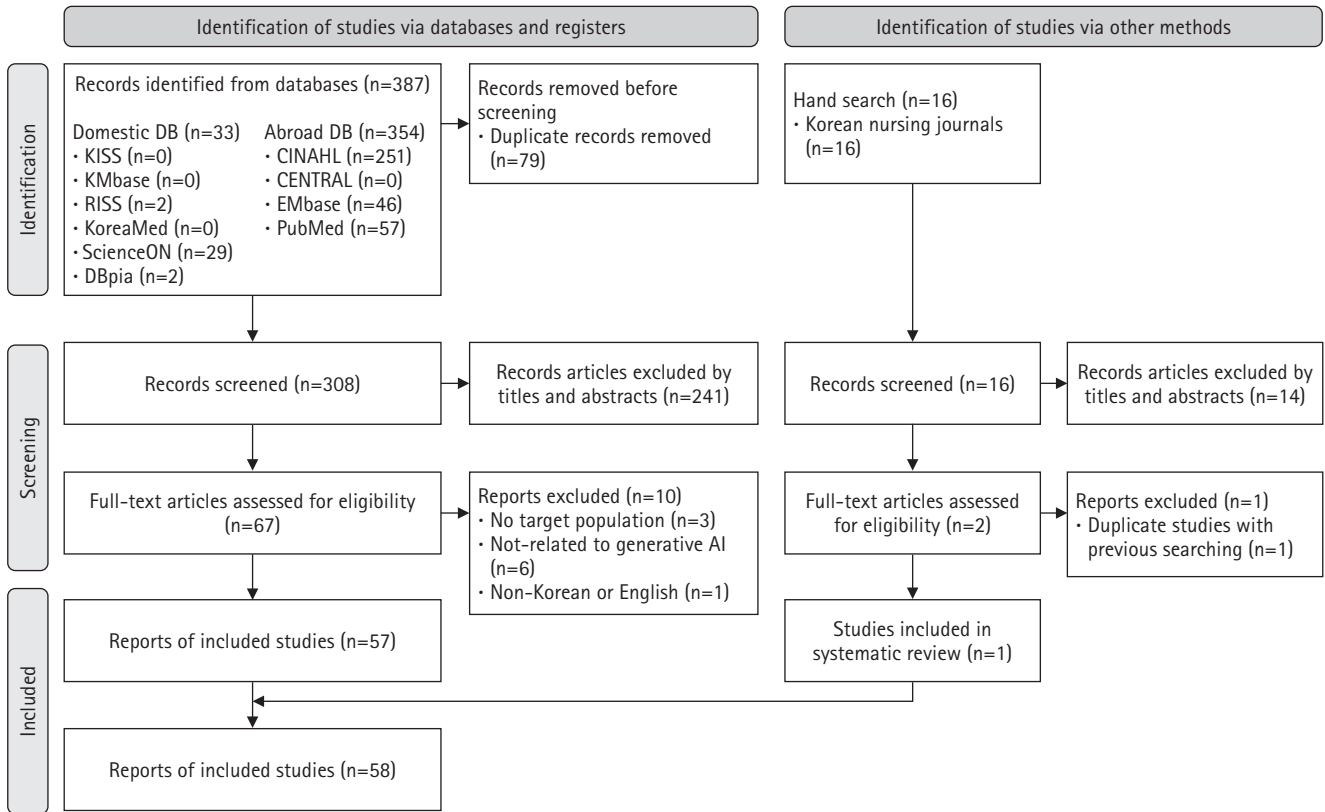 Identification of studies via databases and registers
Identification of studies via other methods
Identification
Records identified from databases (n=387)
Domestic DB (n=33)
· KISS (n=0)
· KMbase (n=0)
· RISS (n=2)
· KoreaMed (n=0)
· ScienceON (n=29)
· DBpia (n=2)
Abroad DB (n=354)
· CINAHL (n=251)
· CENTRAL (n=0)
· EMbase (n=46)
· PubMed (n=57)
Records removed before
screening
· Duplicate records removed
(n=79)
Hand search (n=16)
· Korean nursing journals
(n=16)
Screening
Records screened (n=308)
Records articles excluded by
titles and abstracts (n=241)
Records screened (n=16)
Records articles excluded by
titles and abstracts (n=14)
Full-text articles assessed for eligibility
(n=67)
Reports excluded (n=10)
· No target population (n=3)
· Not-related to generative AI
(n=6)
· Non-Korean or English (n=1)
Full-text articles assessed
for eligibility (n=2)
Reports excluded (n=1)
· Duplicate studies with
previous searching (n=1)
Included
Reports of included studies (n=57)
Studies included in
systematic review (n=1)
Reports of included studies (n=58)